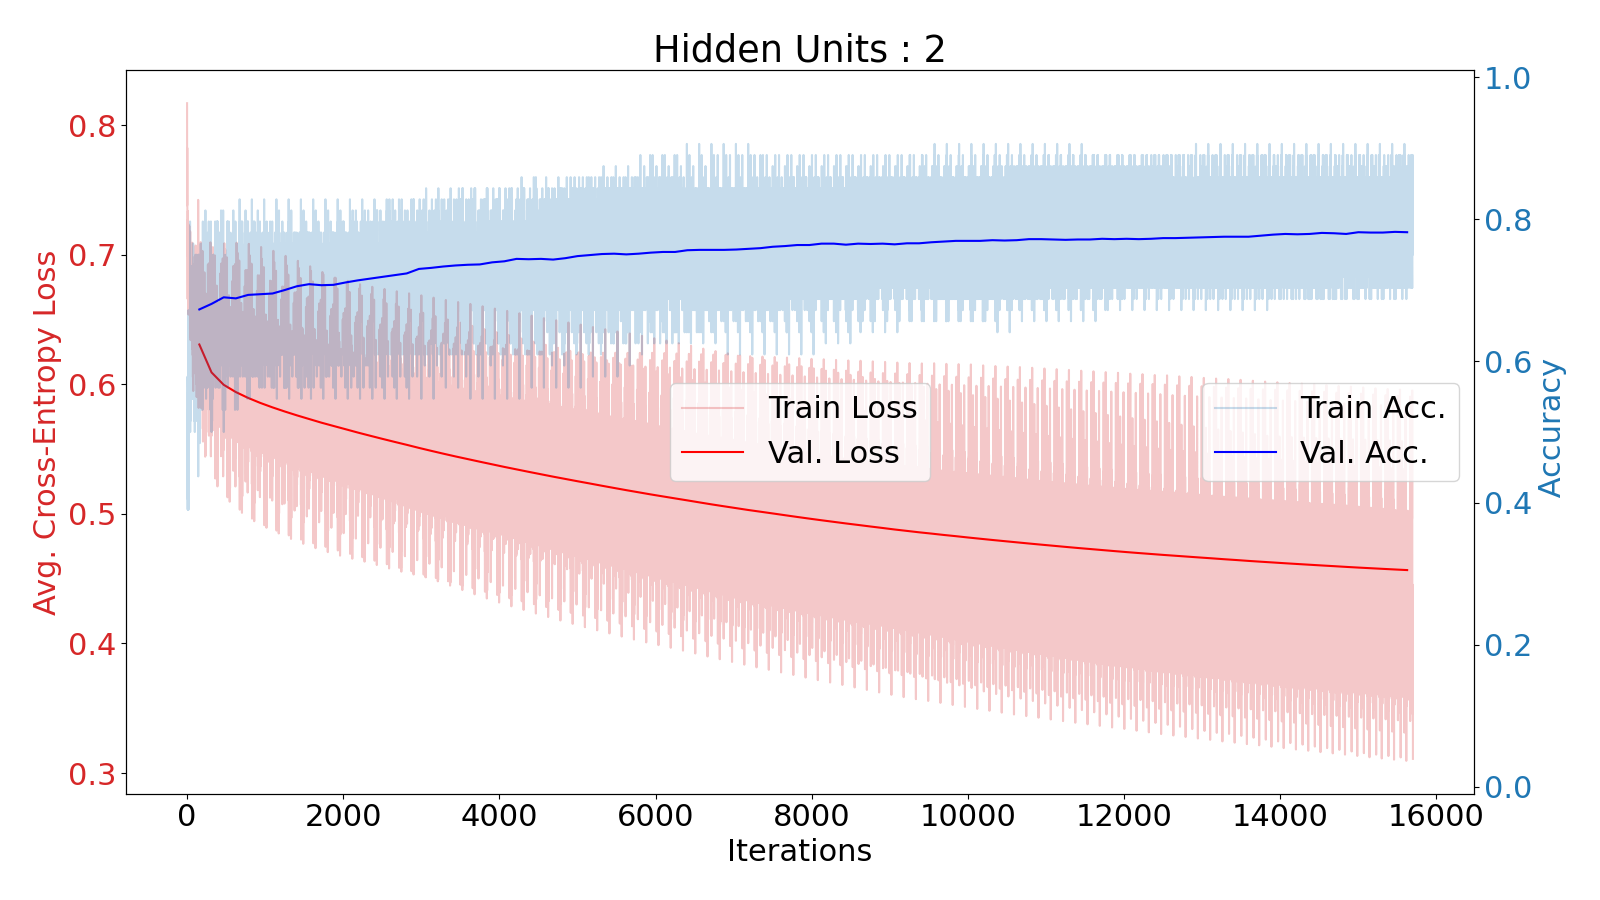 Hidden Units : 2
Avg. Cross-Entropy Loss
0.8
0.7
0.6
0.5
0.4
0.3
Train Loss
Val. Loss
Train Acc.
Val. Acc.
1.0
0.8
0.6
0.4
0.2
0.0
Accuracy
0 2000 4000 6000 8000 10000 12000 14000 16000
Iterations